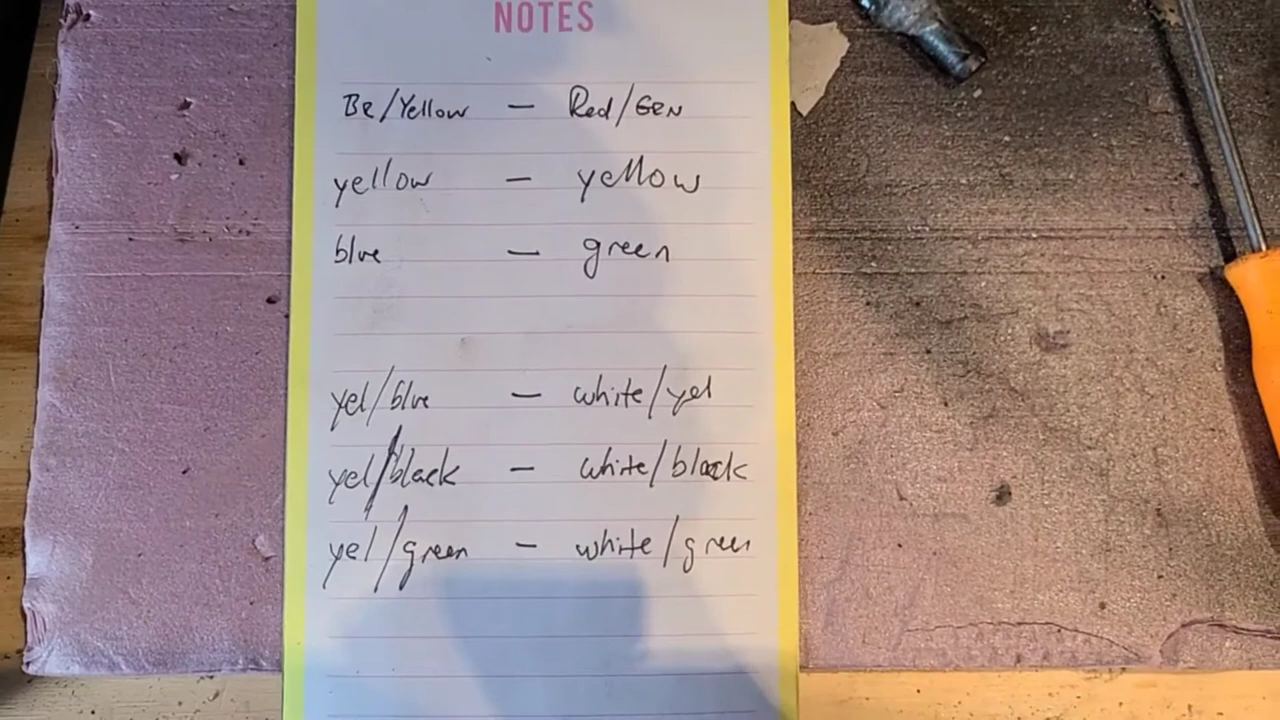 NOTES
Be/Yellow — Red/GRN
yellow — yellow
blue — green
yel/blue — white/yel
yel/black — white/black
yel/green — white/green